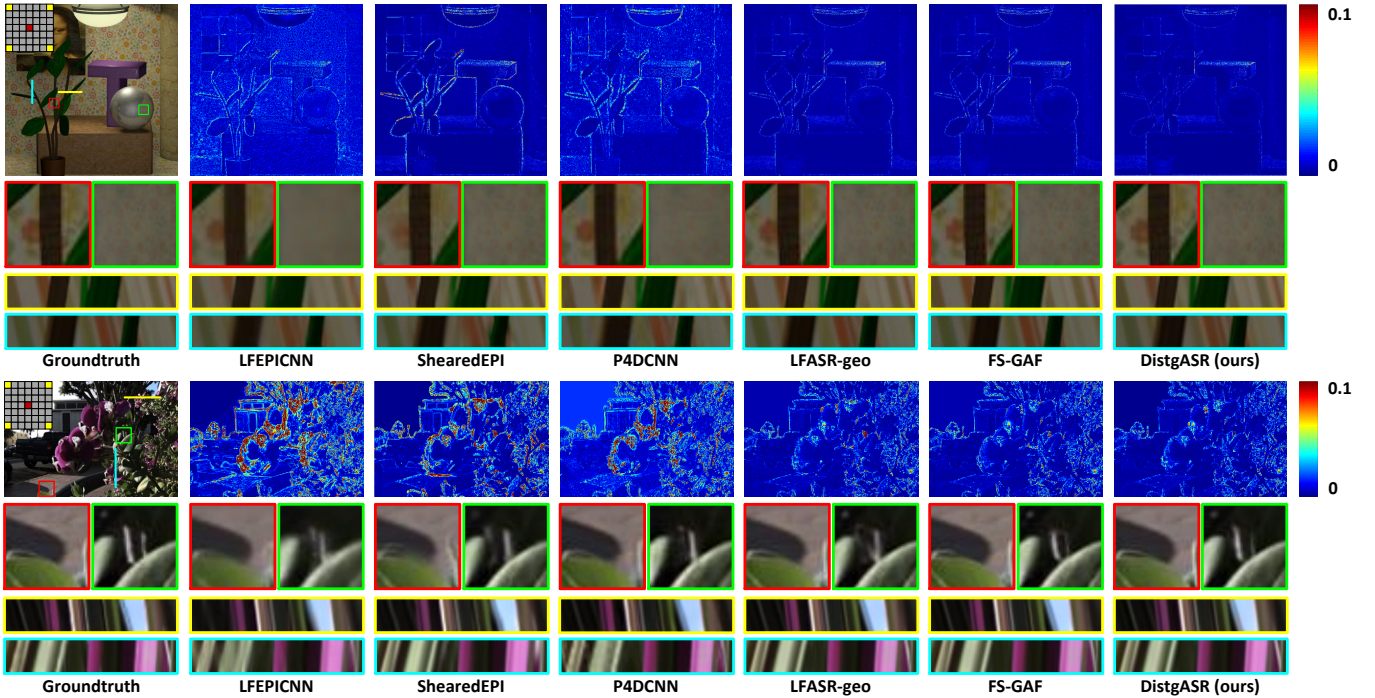 0.1
0
Groundtruth LFEPICNN ShearedEPI P4DCNN LFASR-geo FS-GAF DistgASR (ours)
0.1
0
Groundtruth LFEPICNN ShearedEPI P4DCNN LFASR-geo FS-GAF DistgASR (ours)